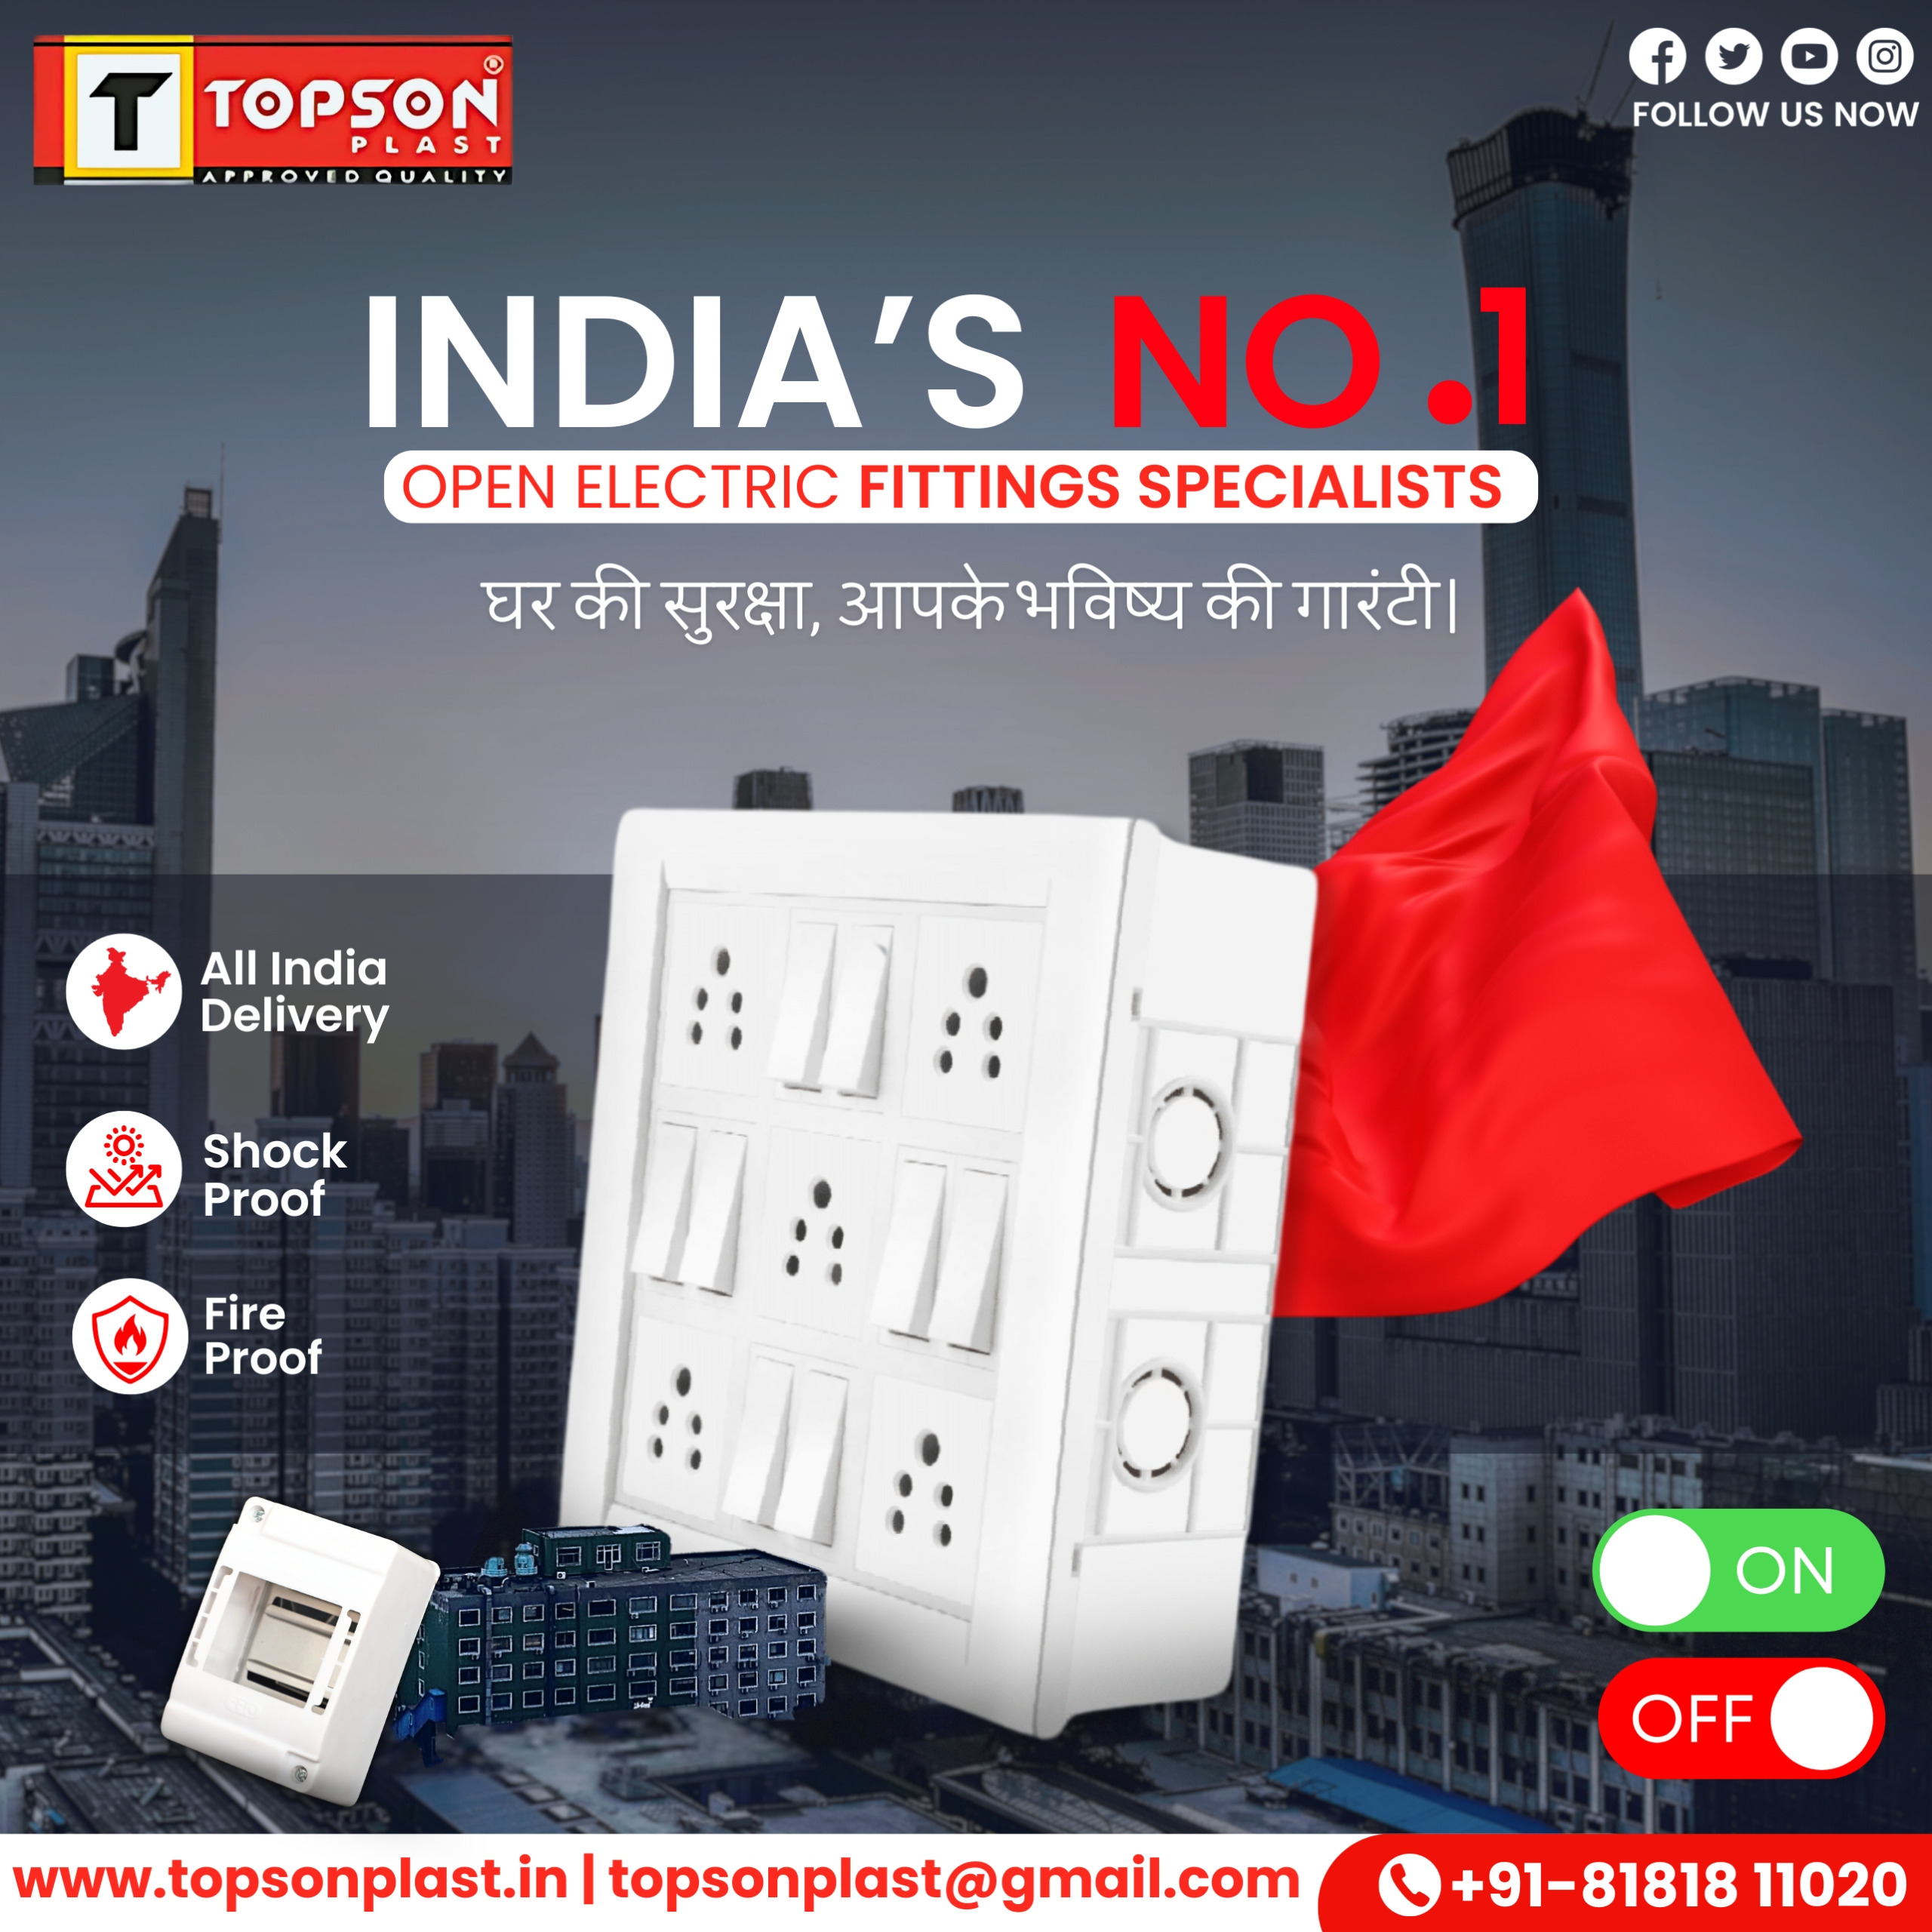 T TOPSON®
PLAST
APPROVED QUALITY
FOLLOW US NOW
INDIA'S NO.1
OPEN ELECTRIC FITTINGS SPECIALISTS
घर की सुरक्षा, आपके भविष्य की गारंटी।
All India
Delivery
Shock
Proof
Fire
Proof
ON
OFF
www.topsonplast.in | topsonplast@gmail.com
+91-81818 11020